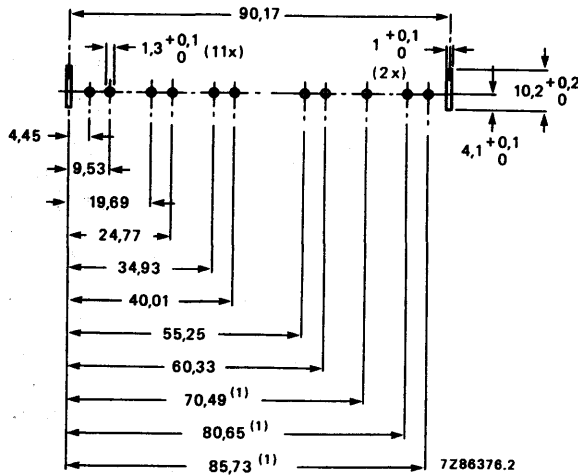 90,17
1,3 +0,1 0 (11x)
1 +0,1 0
(2x)
10,2 +0,2 0
4,1 +0,1 0
4,45
9,53
19,69
24,77
34,93
40,01
55,25
60,33
70,49 (1)
80,65 (1)
85,73 (1)
7Z86376.2